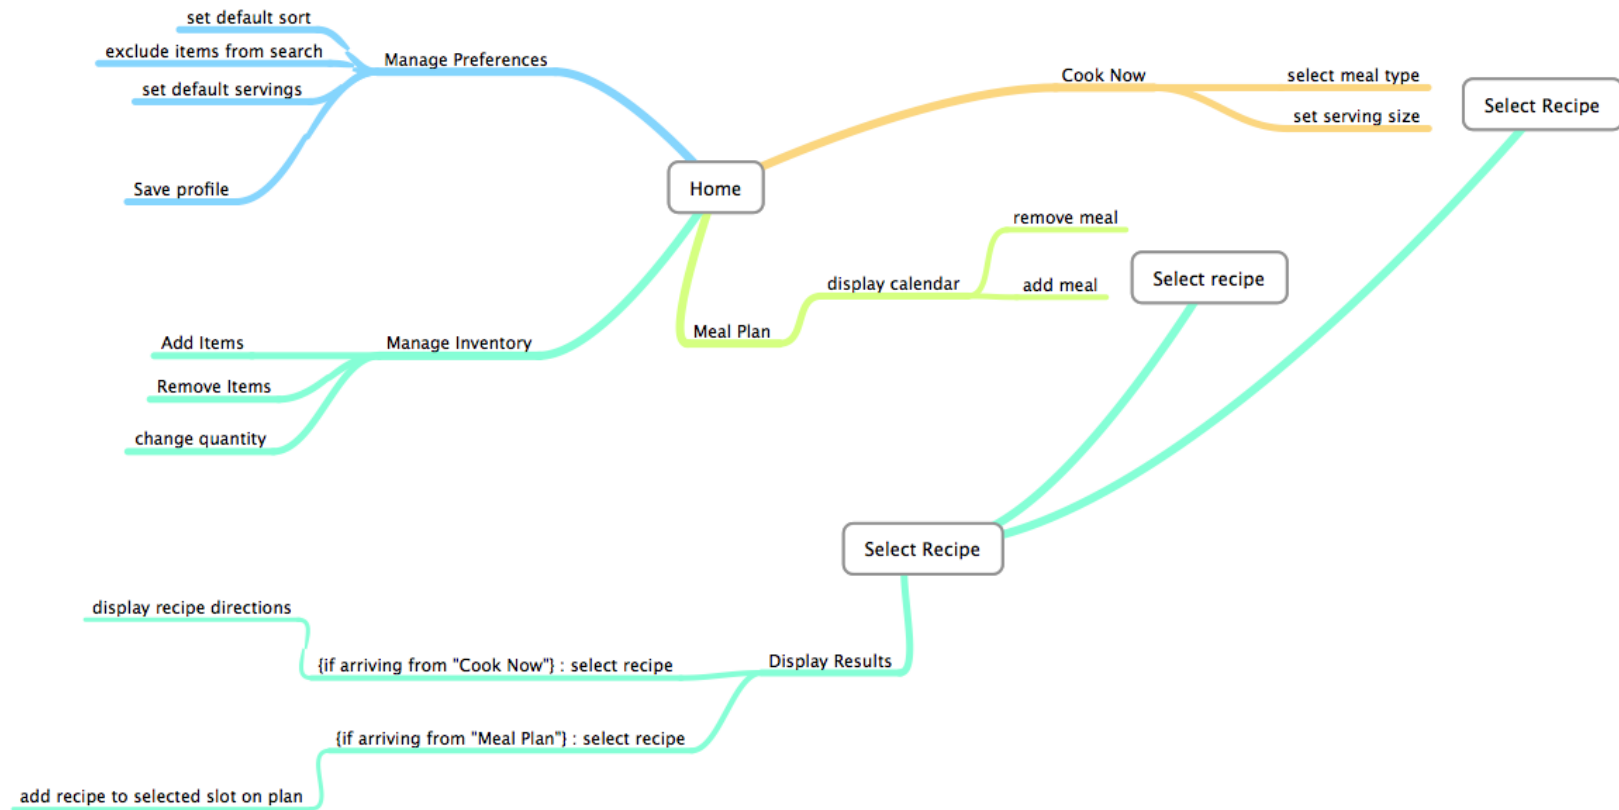 set default sort
exclude items from search
set default servings
Save profile
Manage Preferences
Home
Cook Now
select meal type
set serving size
Select Recipe
remove meal
add meal
display calendar
Meal Plan
Select recipe
Manage Inventory
Add Items
Remove Items
change quantity
Select Recipe
Display Results
{if arriving from "Cook Now"} : select recipe
display recipe directions
{if arriving from "Meal Plan"} : select recipe
add recipe to selected slot on plan